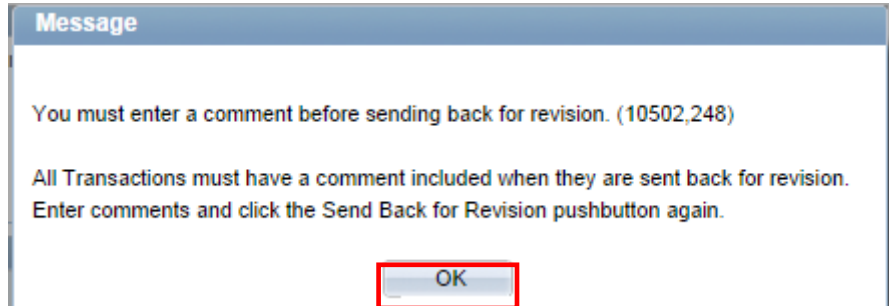 Message
You must enter a comment before sending back for revision. (10502,248)
All Transactions must have a comment included when they are sent back for revision.
Enter comments and click the Send Back for Revision pushbutton again.
OK